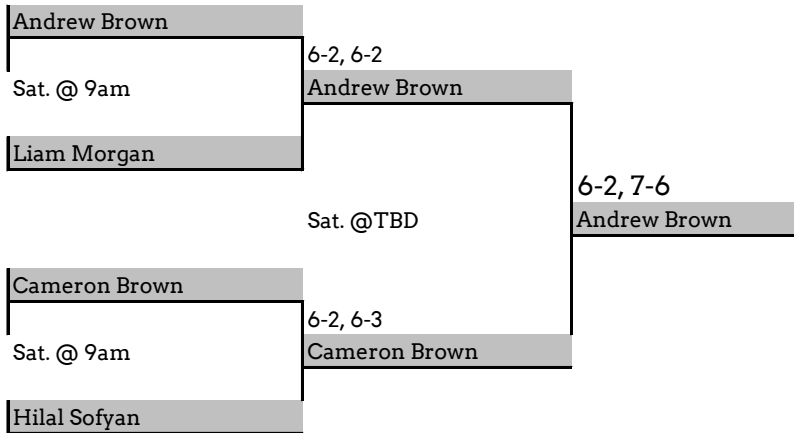 Andrew Brown
6-2, 6-2
Sat. @ 9am
Andrew Brown
Liam Morgan
6-2, 7-6
Sat. @TBD
Andrew Brown
Cameron Brown
6-2, 6-3
Sat. @ 9am
Cameron Brown
Hilal Sofyan